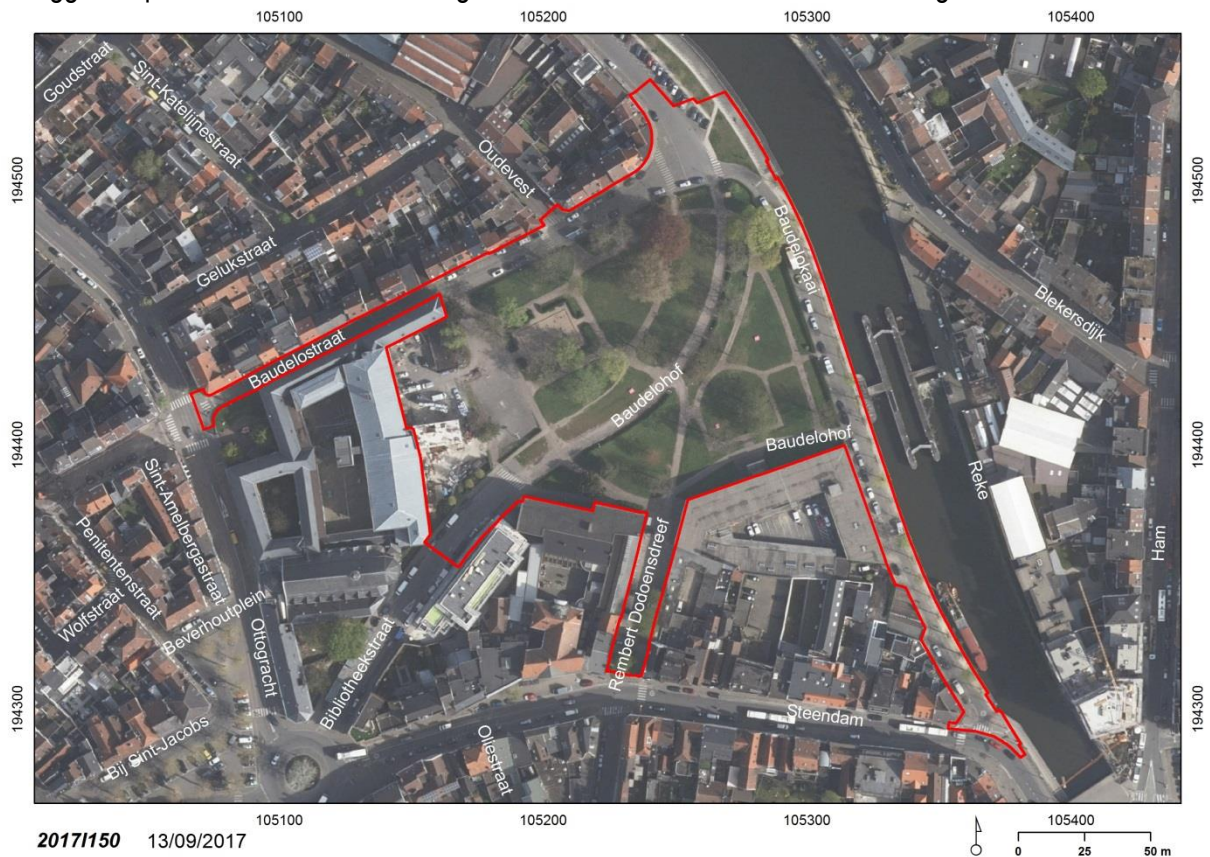 105100 105200 105300 105400
Goudstraat
Sint-Katelijnestraat
Oudevest
194500 194500
Gelukstraat
Baudelokaai
Blekersdijk
Baudelostraat
Baudelohof
194400 194400
Baudelohof
Reke
Sint-Amelbergastraat
Penitentenstraat
Wolfstraat
Beverhoutplein
Ham
Rembert Dodoensdreef
Ottogracht
Bibliotheekstraat
194300 194300
Steendam
Bij Sint-Jacobs
Oliestraat
105100 105200 105300 105400
2017I150 13/09/2017
0 25 50 m